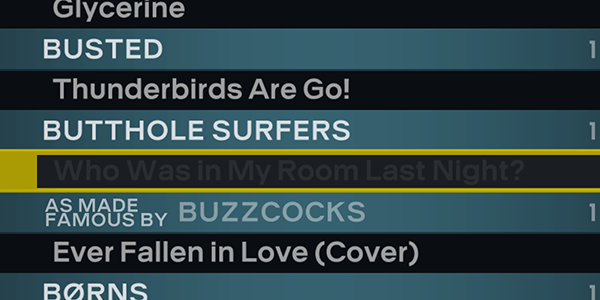 Glycerine
BUSTED 1
Thunderbirds Are Go!
BUTTHOLE SURFERS 1
Who Was in My Room Last Night?
AS MADE
FAMOUS BY BUZZCOCKS 1
Ever Fallen in Love (Cover)
BØRNS 1